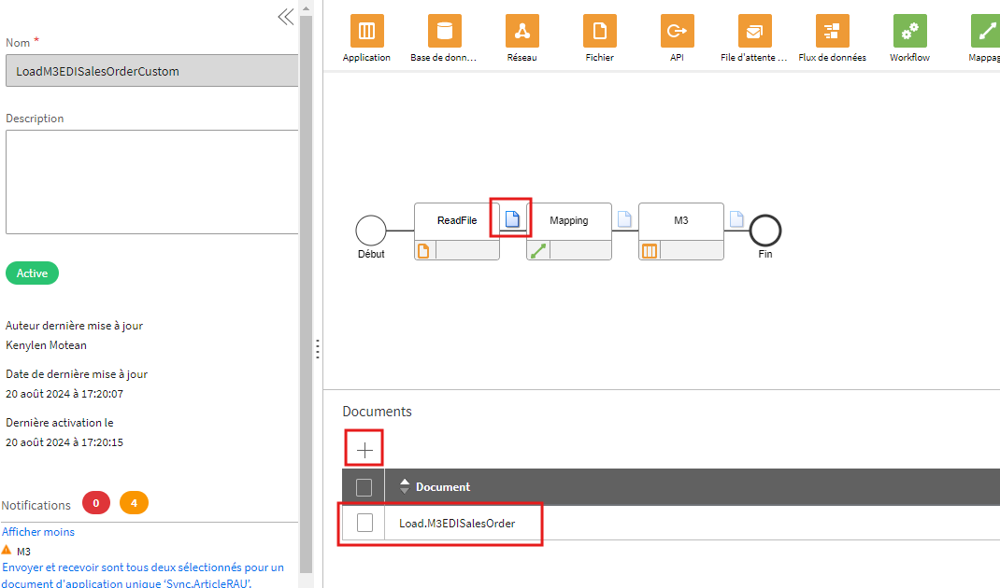 Nom *
LoadM3EDISalesOrderCustom
Description
Active
Auteur dernière mise à jour
Kenylen Motean
Date de dernière mise à jour
20 août 2024 à 17:20:07
Dernière activation le
20 août 2024 à 17:20:15
Notifications 0 4
Afficher moins
M3
Envoyer et recevoir sont tous deux sélectionnés pour un
document d'application unique ‘Sync.ArticleRAU’.
Application Base de donn... Réseau Fichier API File d'attente ... Flux de données Workflow Mappag
ReadFile Mapping M3
Début Fin
Documents
Document
Load.M3EDISalesOrder